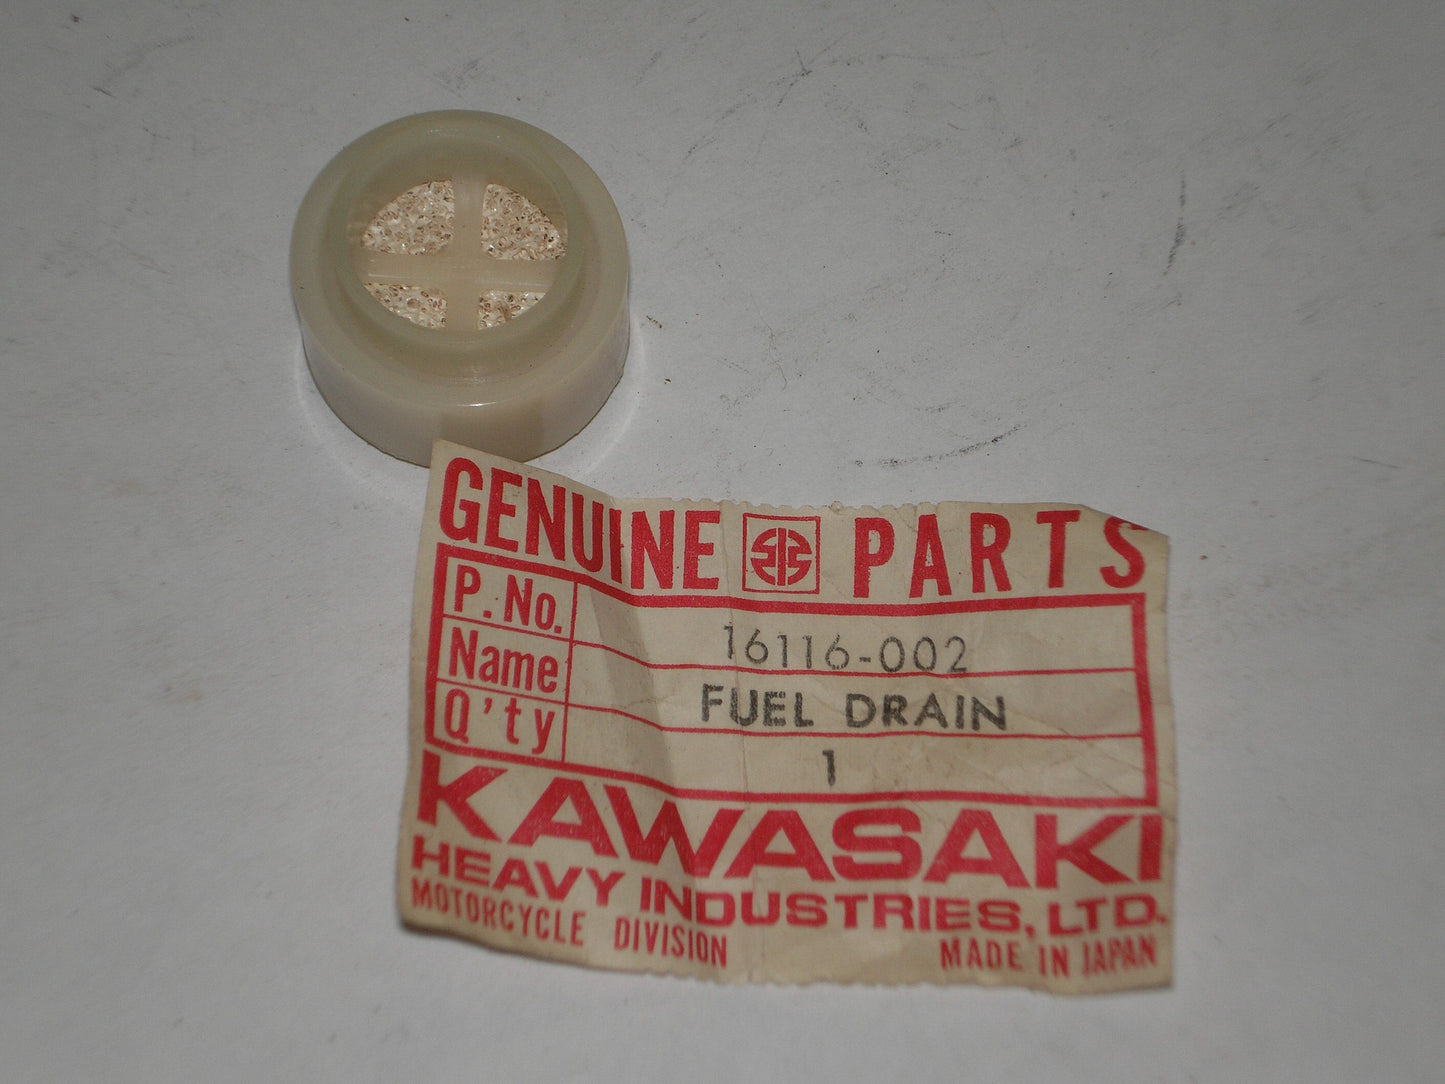 GENUINE PARTS
P. No. 16116-002
Name FUEL DRAIN
Q'ty 1
KAWASAKI
HEAVY INDUSTRIES, LTD.
MOTORCYCLE DIVISION MADE IN JAPAN